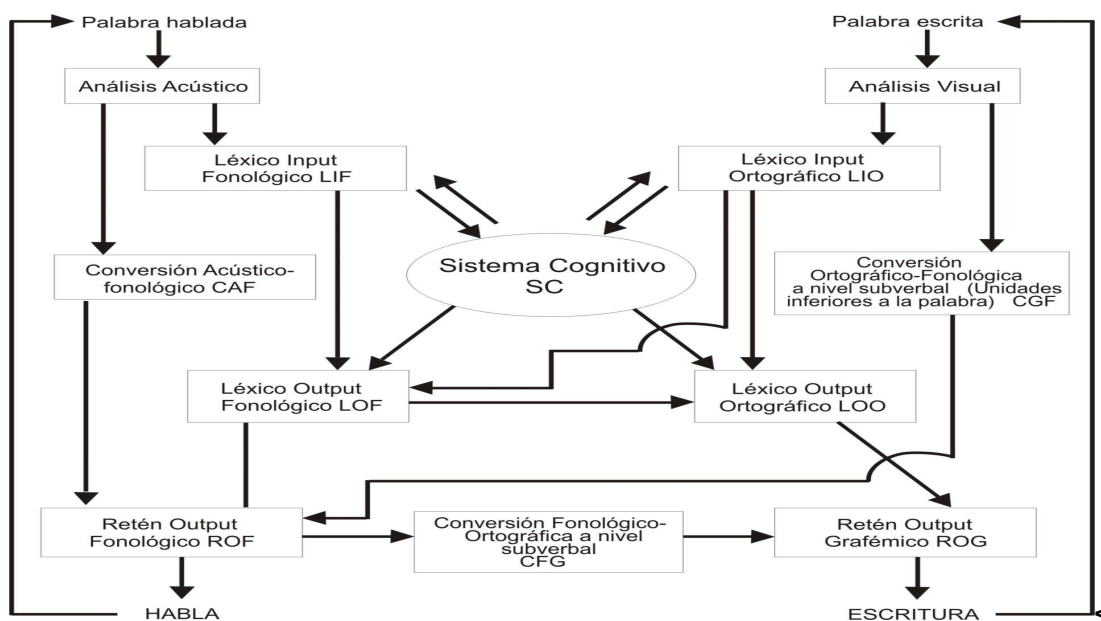 Palabra hablada
Palabra escrita
Análisis Acústico
Análisis Visual
Léxico Input
Fonológico LIF
Léxico Input
Ortográfico LIO
Sistema Cognitivo
SC
Conversión Acústico-
fonológico CAF
Conversión
Ortográfico-Fonológica
a nivel subverbal (Unidades
inferiores a la palabra) CGF
Léxico Output
Fonológico LOF
Léxico Output
Ortográfico LOO
Retén Output
Fonológico ROF
Conversión Fonológico-
Ortográfica a nivel
subverbal
CFG
Retén Output
Grafémico ROG
HABLA
ESCRITURA